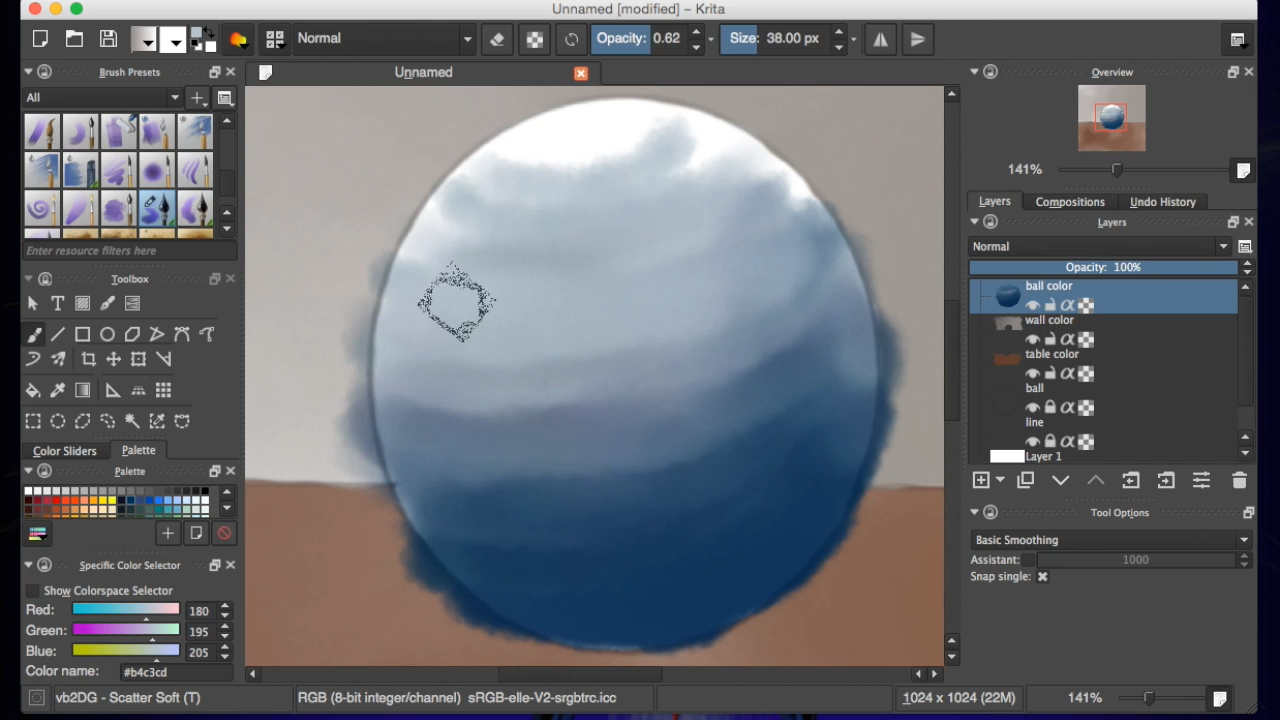 Unnamed [modified] – Krita
Normal
Opacity: 0.62
Size: 38.00 px
Brush Presets
Unnamed
Overview
All
141%
Layers
Compositions
Undo History
Layers
Enter resource filters here
Normal
Toolbox
Opacity: 100%
ball color
wall color
table color
ball
line
Layer 1
Color Sliders
Palette
Palette
Tool Options
Basic Smoothing
Assistant:
1000
Snap single:
Specific Color Selector
Show Colorspace Selector
Red:
180
Green:
195
Blue:
205
Color name:
#b4c3cd
vb2DG - Scatter Soft (T)
RGB (8-bit integer/channel) sRGB-elle-V2-srgbtrc.icc
1024 x 1024 (22M)
141%